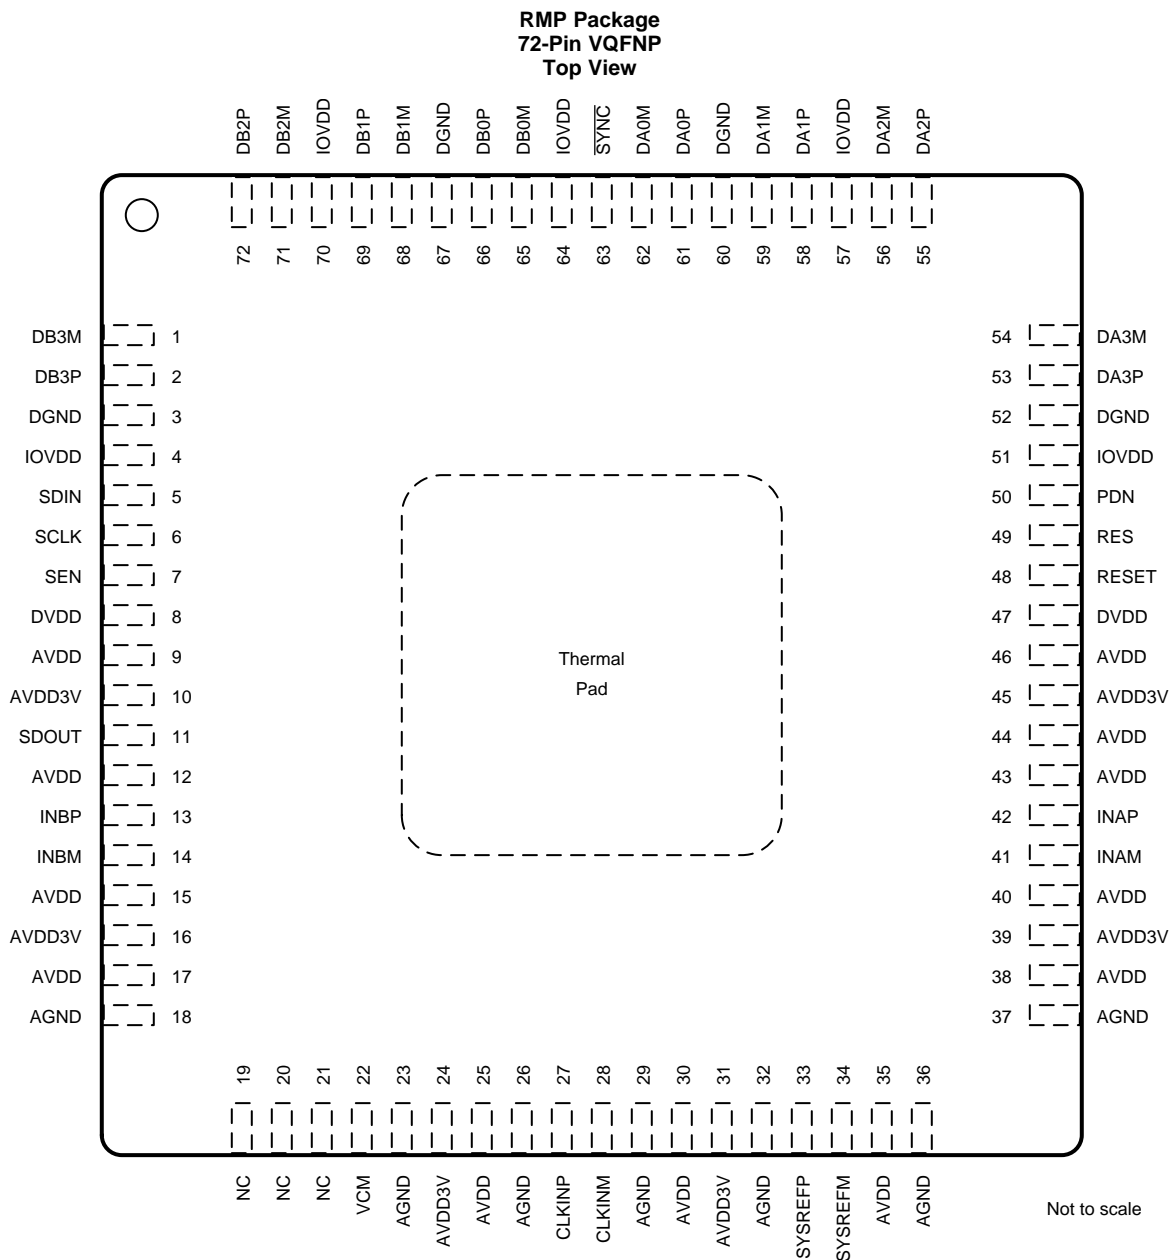 RMP Package
72-Pin VQFNP
Top View
DB2P DB2M IOVDD DB1P DB1M DGND DB0P DB0M IOVDD SYNC DA0M DA0P DGND DA1M DA1P IOVDD DA2M DA2P
72 71 70 69 68 67 66 65 64 63 62 61 60 59 58 57 56 55
DB3M 1 54 DA3M
DB3P 2 53 DA3P
DGND 3 52 DGND
IOVDD 4 51 IOVDD
SDIN 5 50 PDN
SCLK 6 49 RES
SEN 7 48 RESET
DVDD 8 47 DVDD
AVDD 9 46 AVDD
Thermal
Pad
AVDD3V 10 45 AVDD3V
SDOUT 11 44 AVDD
AVDD 12 43 AVDD
INBP 13 42 INAP
INBM 14 41 INAM
AVDD 15 40 AVDD
AVDD3V 16 39 AVDD3V
AVDD 17 38 AVDD
AGND 18 37 AGND
19 20 21 22 23 24 25 26 27 28 29 30 31 32 33 34 35 36
NC NC NC VCM AGND AVDD3V AVDD AGND CLKINP CLKINM AGND AVDD AVDD3V AGND SYSREFP SYSREFM AVDD AGND
Not to scale